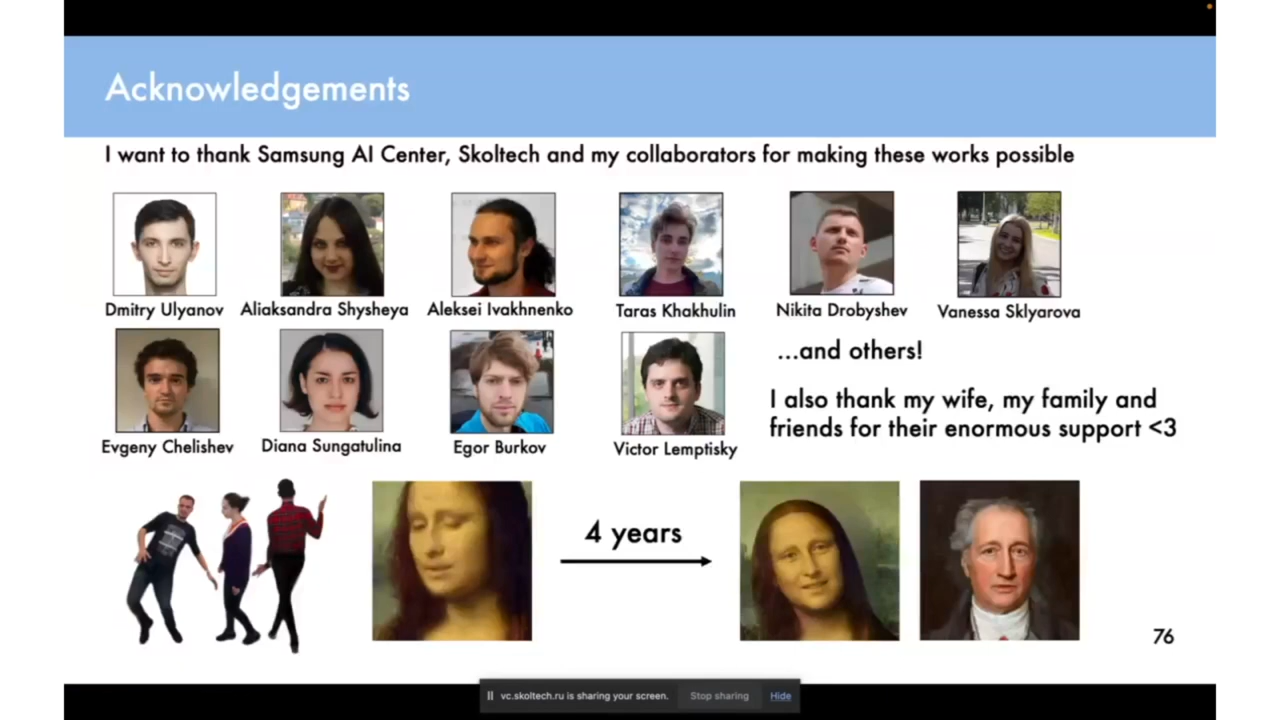 Acknowledgements
I want to thank Samsung AI Center, Skoltech and my collaborators for making these works possible
Dmitry Ulyanov
Aliaksandra Shysheya
Aleksei Ivakhnenko
Taras Khakhulin
Nikita Drobyshev
Vanessa Sklyarova
Evgeny Chelishev
Diana Sungatulina
Egor Burkov
Victor Lemptisky
...and others!
I also thank my wife, my family and
friends for their enormous support <3
4 years
76
vc.skoltech.ru is sharing your screen.
Stop sharing
Hide